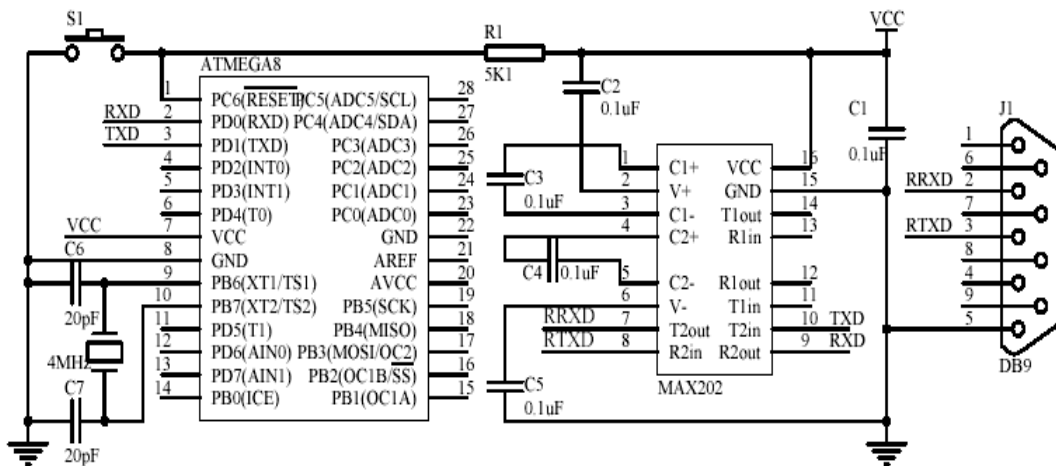 S1
ATMEGA8
1 PC6(RESET) PC5(ADC5/SCL) 28
RXD 2 PD0(RXD) PC4(ADC4/SDA) 27
TXD 3 PD1(TXD) PC3(ADC3) 26
4 PD2(INT0) PC2(ADC2) 25
5 PD3(INT1) PC1(ADC1) 24
6 PD4(T0) PC0(ADC0) 23
VCC 7 VCC GND 22
8 GND AREF 21
9 PB6(XT1/TS1) AVCC 20
10 PB7(XT2/TS2) PB5(SCK) 19
11 PD5(T1) PB4(MISO) 18
12 PD6(AIN0) PB3(MOSI/OC2) 17
13 PD7(AIN1) PB2(OC1B/SS) 16
14 PB0(ICE) PB1(OC1A) 15
C6
20pF
4MHz
C7
20pF
R1
5K1
C2
0.1uF
C3
0.1uF
C4 0.1uF
C5
0.1uF
VCC
C1
0.1uF
1 C1+ VCC 16
2 V+ GND 15
3 C1- T1out 14
4 C2+ R1in 13
5 C2- R1out 12
6 V- T1in 11
RRXD 7 T2out T2in 10 TXD
RTXD 8 R2in R2out 9 RXD
MAX202
J1
1
6
RRXD 2
7
RTXD 3
8
4
9
5
DB9